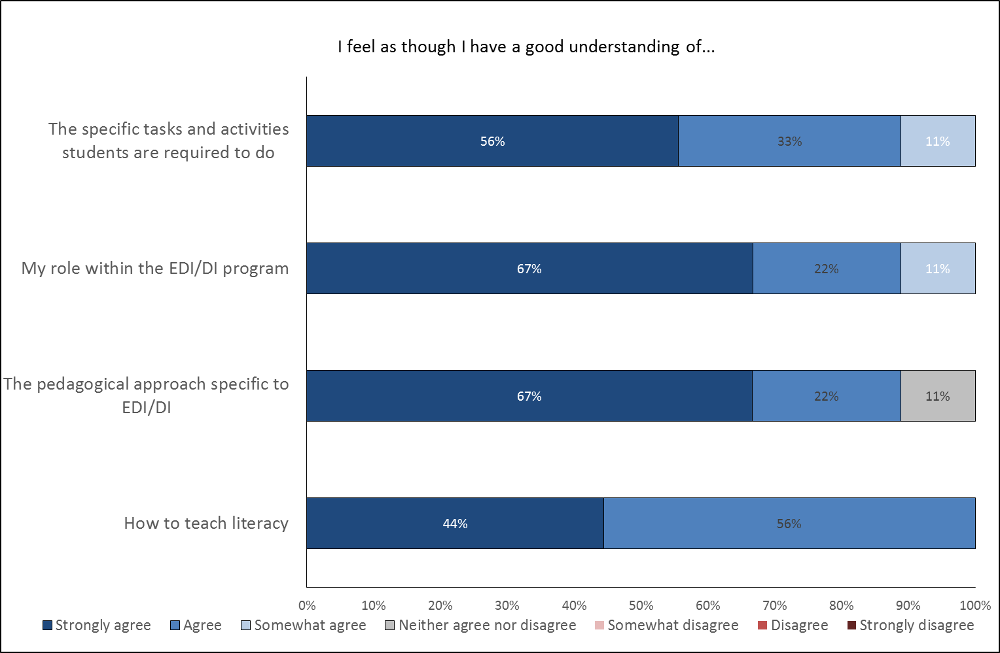 I feel as though I have a good understanding of...
The specific tasks and activities
students are required to do
56%
33%
11%
My role within the EDI/DI program
67%
22%
11%
The pedagogical approach specific to
EDI/DI
67%
22%
11%
How to teach literacy
44%
56%
0% 10% 20% 30% 40% 50% 60% 70% 80% 90% 100%
Strongly agree Agree Somewhat agree Neither agree nor disagree Somewhat disagree Disagree Strongly disagree